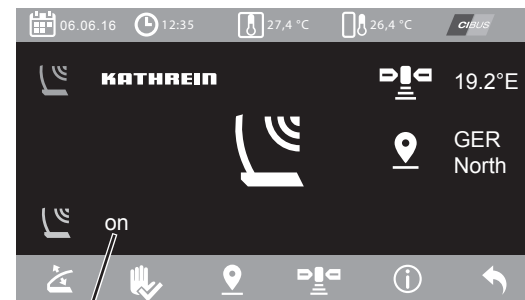 06.06.16 12:35 27,4 °C 26,4 °C CIBUS
KATHREIN 19.2°E
GER
North
on